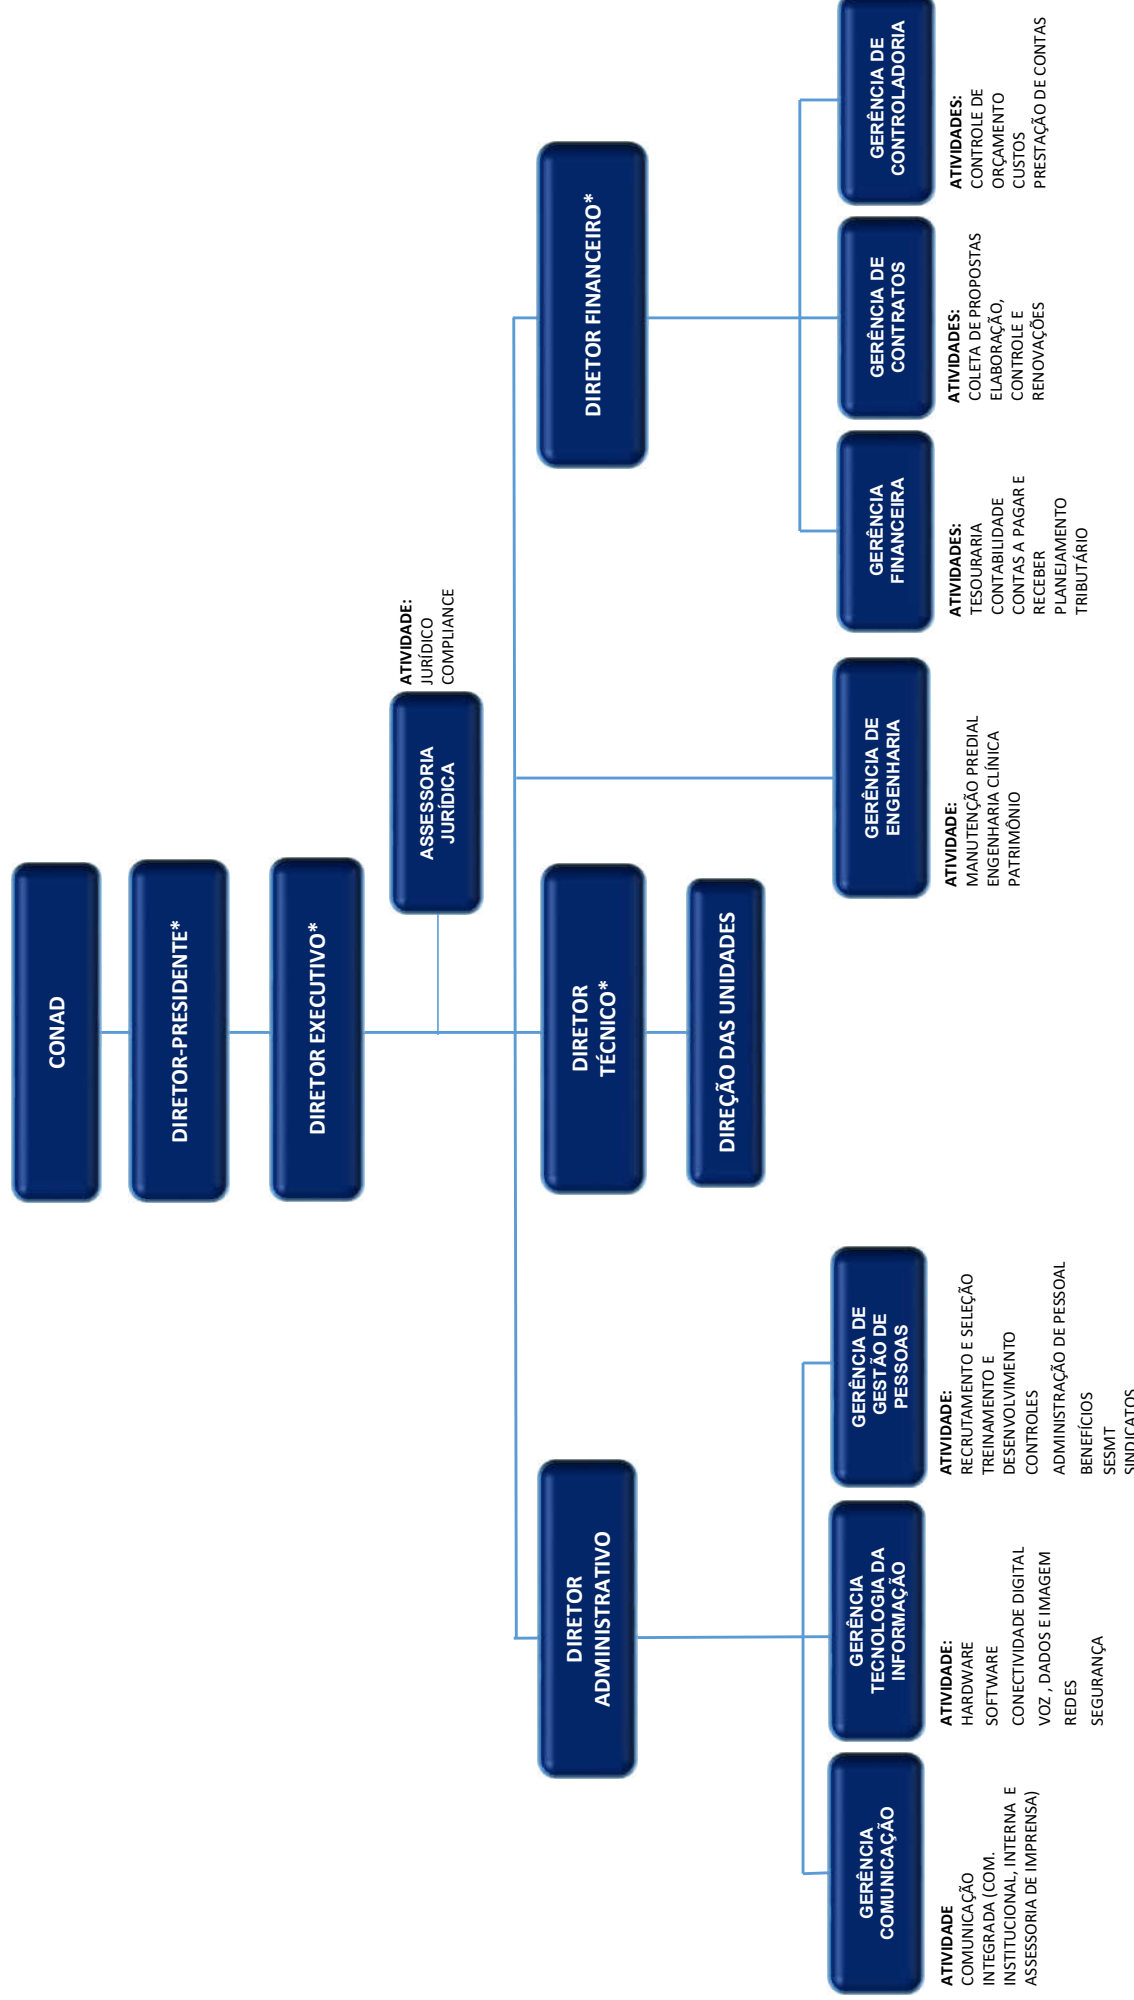 CONAD
DIRETOR-PRESIDENTE*
DIRETOR EXECUTIVO*
ASSESSORIA
JURÍDICA
ATIVIDADE:
JURÍDICO
COMPLIANCE
DIRETOR
ADMINISTRATIVO
DIRETOR
TÉCNICO*
DIRETOR FINANCEIRO*
DIREÇÃO DAS UNIDADES
GERÊNCIA
COMUNICAÇÃO
ATIVIDADE
COMUNICAÇÃO
INTEGRADA (COM.
INSTITUCIONAL, INTERNA E
ASSESSORIA DE IMPRENSA)
GERÊNCIA
TECNOLOGIA DA
INFORMAÇÃO
ATIVIDADE:
HARDWARE
SOFTWARE
CONECTIVIDADE DIGITAL
VOZ , DADOS E IMAGEM
REDES
SEGURANÇA
GERÊNCIA DE
GESTÃO DE
PESSOAS
ATIVIDADE:
RECRUTAMENTO E SELEÇÃO
TREINAMENTO E
DESENVOLVIMENTO
CONTROLES
ADMINISTRAÇÃO DE PESSOAL
BENEFÍCIOS
SESMT
SINDICATOS
GERÊNCIA DE
ENGENHARIA
ATIVIDADE:
MANUTENÇÃO PREDIAL
ENGENHARIA CLÍNICA
PATRIMÔNIO
GERÊNCIA
FINANCEIRA
ATIVIDADES:
TESOURARIA
CONTABILIDADE
CONTAS A PAGAR E
RECEBER
PLANEJAMENTO
TRIBUTÁRIO
GERÊNCIA DE
CONTRATOS
ATIVIDADES:
COLETA DE PROPOSTAS
ELABORAÇÃO,
CONTROLE E
RENOVAÇÕES
GERÊNCIA DE
CONTROLADORIA
ATIVIDADES:
CONTROLE DE
ORÇAMENTO
CUSTOS
PRESTAÇÃO DE CONTAS